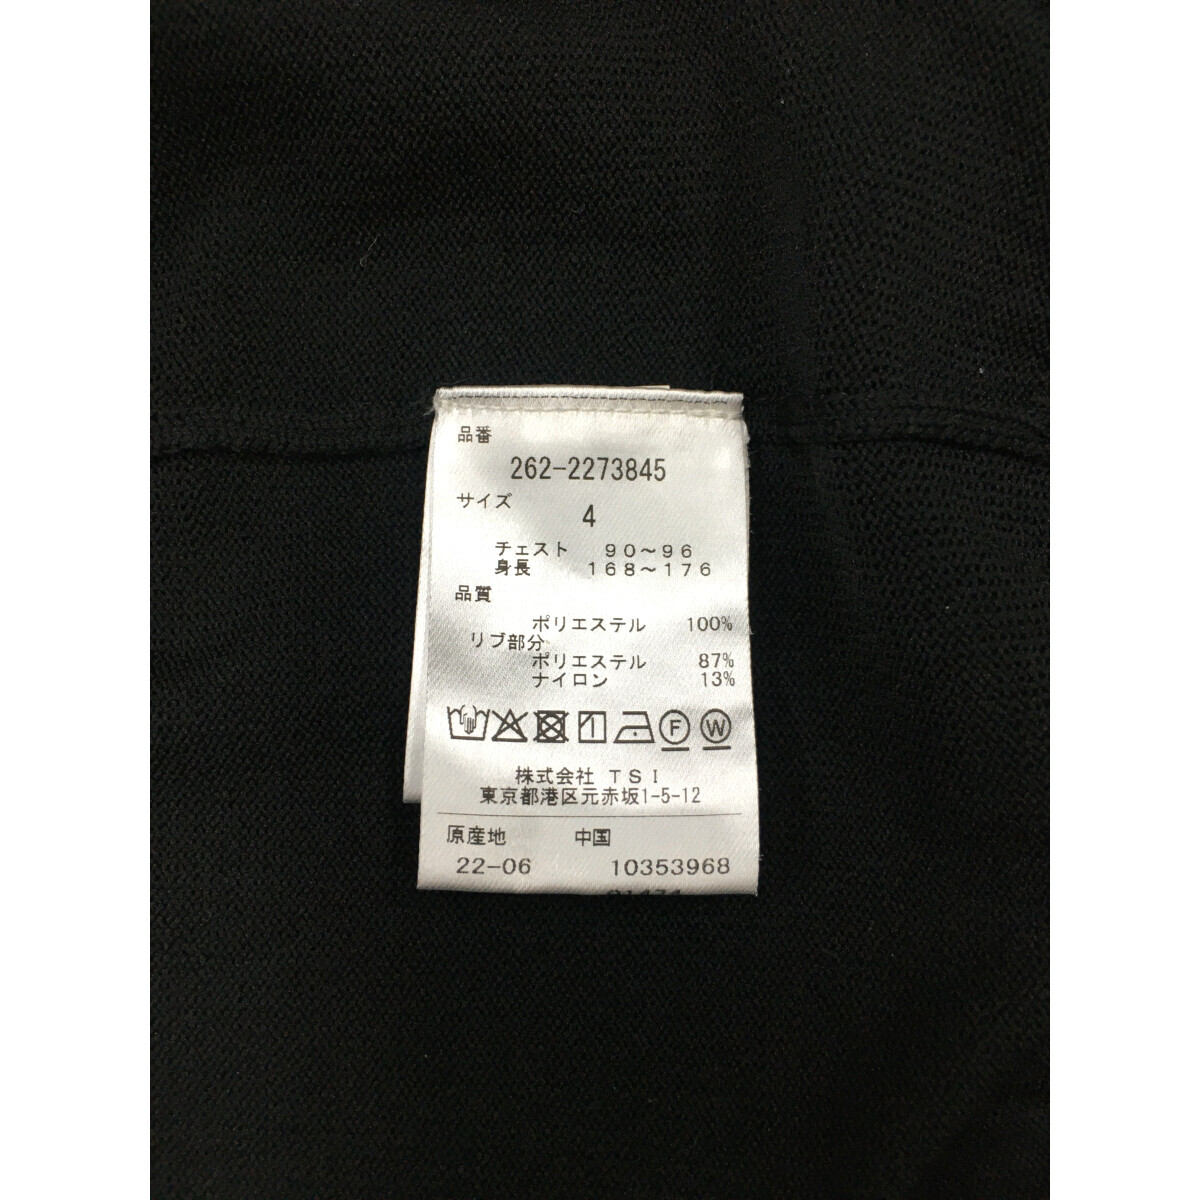 品番
262-2273845
サイズ
4
チェスト 90～96
身長 168～176
品質
ポリエステル 100%
リブ部分
ポリエステル 87%
ナイロン 13%
F W
株式会社 TSI
東京都港区元赤坂1-5-12
原産地 中国
22-06 10353968